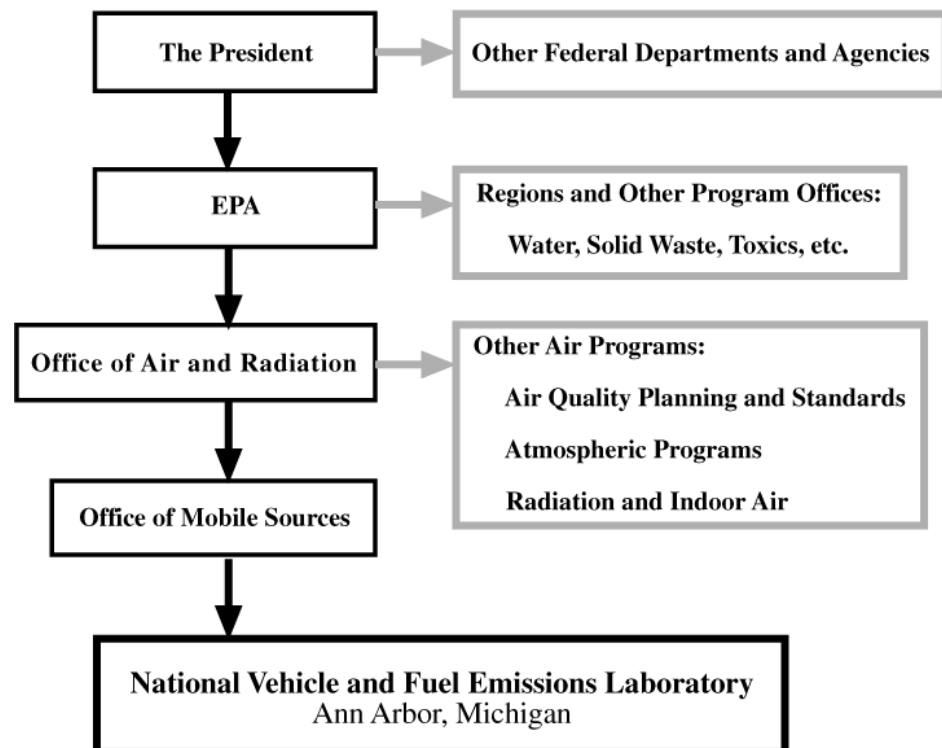 The President
Other Federal Departments and Agencies
EPA
Regions and Other Program Offices:
Water, Solid Waste, Toxics, etc.
Office of Air and Radiation
Other Air Programs:
Air Quality Planning and Standards
Atmospheric Programs
Radiation and Indoor Air
Office of Mobile Sources
National Vehicle and Fuel Emissions Laboratory
Ann Arbor, Michigan